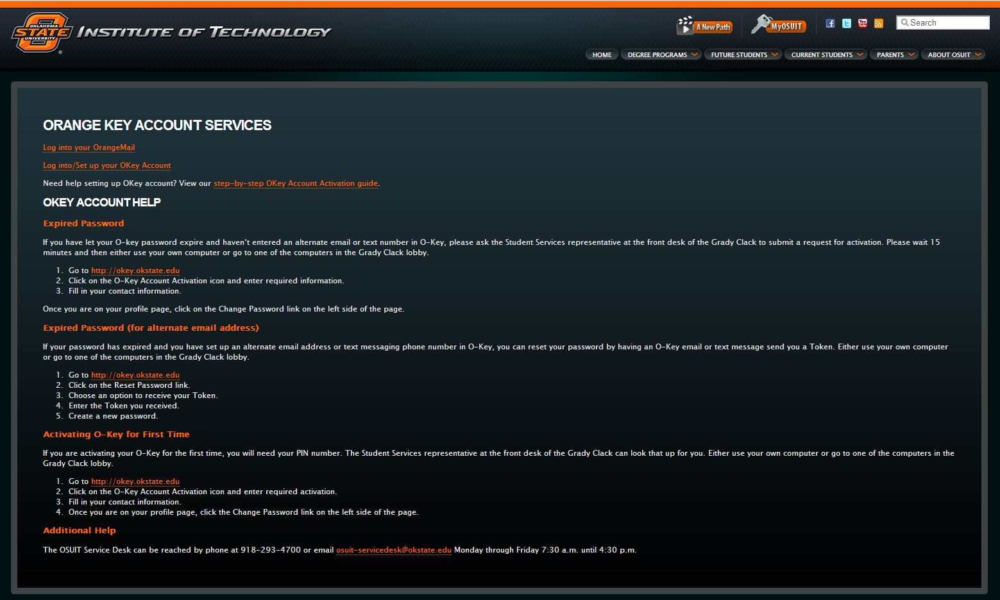 OKLAHOMA
STATE
UNIVERSITY
INSTITUTE OF TECHNOLOGY
A New Path
MyOSUIT
Search
HOME DEGREE PROGRAMS FUTURE STUDENTS CURRENT STUDENTS PARENTS ABOUT OSUIT
ORANGE KEY ACCOUNT SERVICES
Log into your OrangeMail
Log into/Set up your OKey Account
Need help setting up OKey account? View our step-by-step OKey Account Activation guide.
OKEY ACCOUNT HELP
Expired Password
If you have let your O-key password expire and haven't entered an alternate email or text number in O-Key, please ask the Student Services representative at the front desk of the Grady Clack to submit a request for activation. Please wait 15
minutes and then either use your own computer or go to one of the computers in the Grady Clack lobby.
1. Go to http://okey.okstate.edu
2. Click on the O-Key Account Activation icon and enter required information.
3. Fill in your contact information.
Once you are on your profile page, click on the Change Password link on the left side of the page.
Expired Password (for alternate email address)
If your password has expired and you have set up an alternate email address or text messaging phone number in O-Key, you can reset your password by having an O-Key email or text message send you a Token. Either use your own computer
or go to one of the computers in the Grady Clack lobby.
1. Go to http://okey.okstate.edu
2. Click on the Reset Password link.
3. Choose an option to receive your Token.
4. Enter the Token you received.
5. Create a new password.
Activating O-Key for First Time
If you are activating your O-Key for the first time, you will need your PIN number. The Student Services representative at the front desk of the Grady Clack can look that up for you. Either use your own computer or go to one of the computers in the
Grady Clack lobby.
1. Go to http://okey.okstate.edu
2. Click on the O-Key Account Activation icon and enter required activation.
3. Fill in your contact information.
4. Once you are on your profile page, click the Change Password link on the left side of the page.
Additional Help
The OSUIT Service Desk can be reached by phone at 918-293-4700 or email osuit-servicedesk@okstate.edu Monday through Friday 7:30 a.m. until 4:30 p.m.